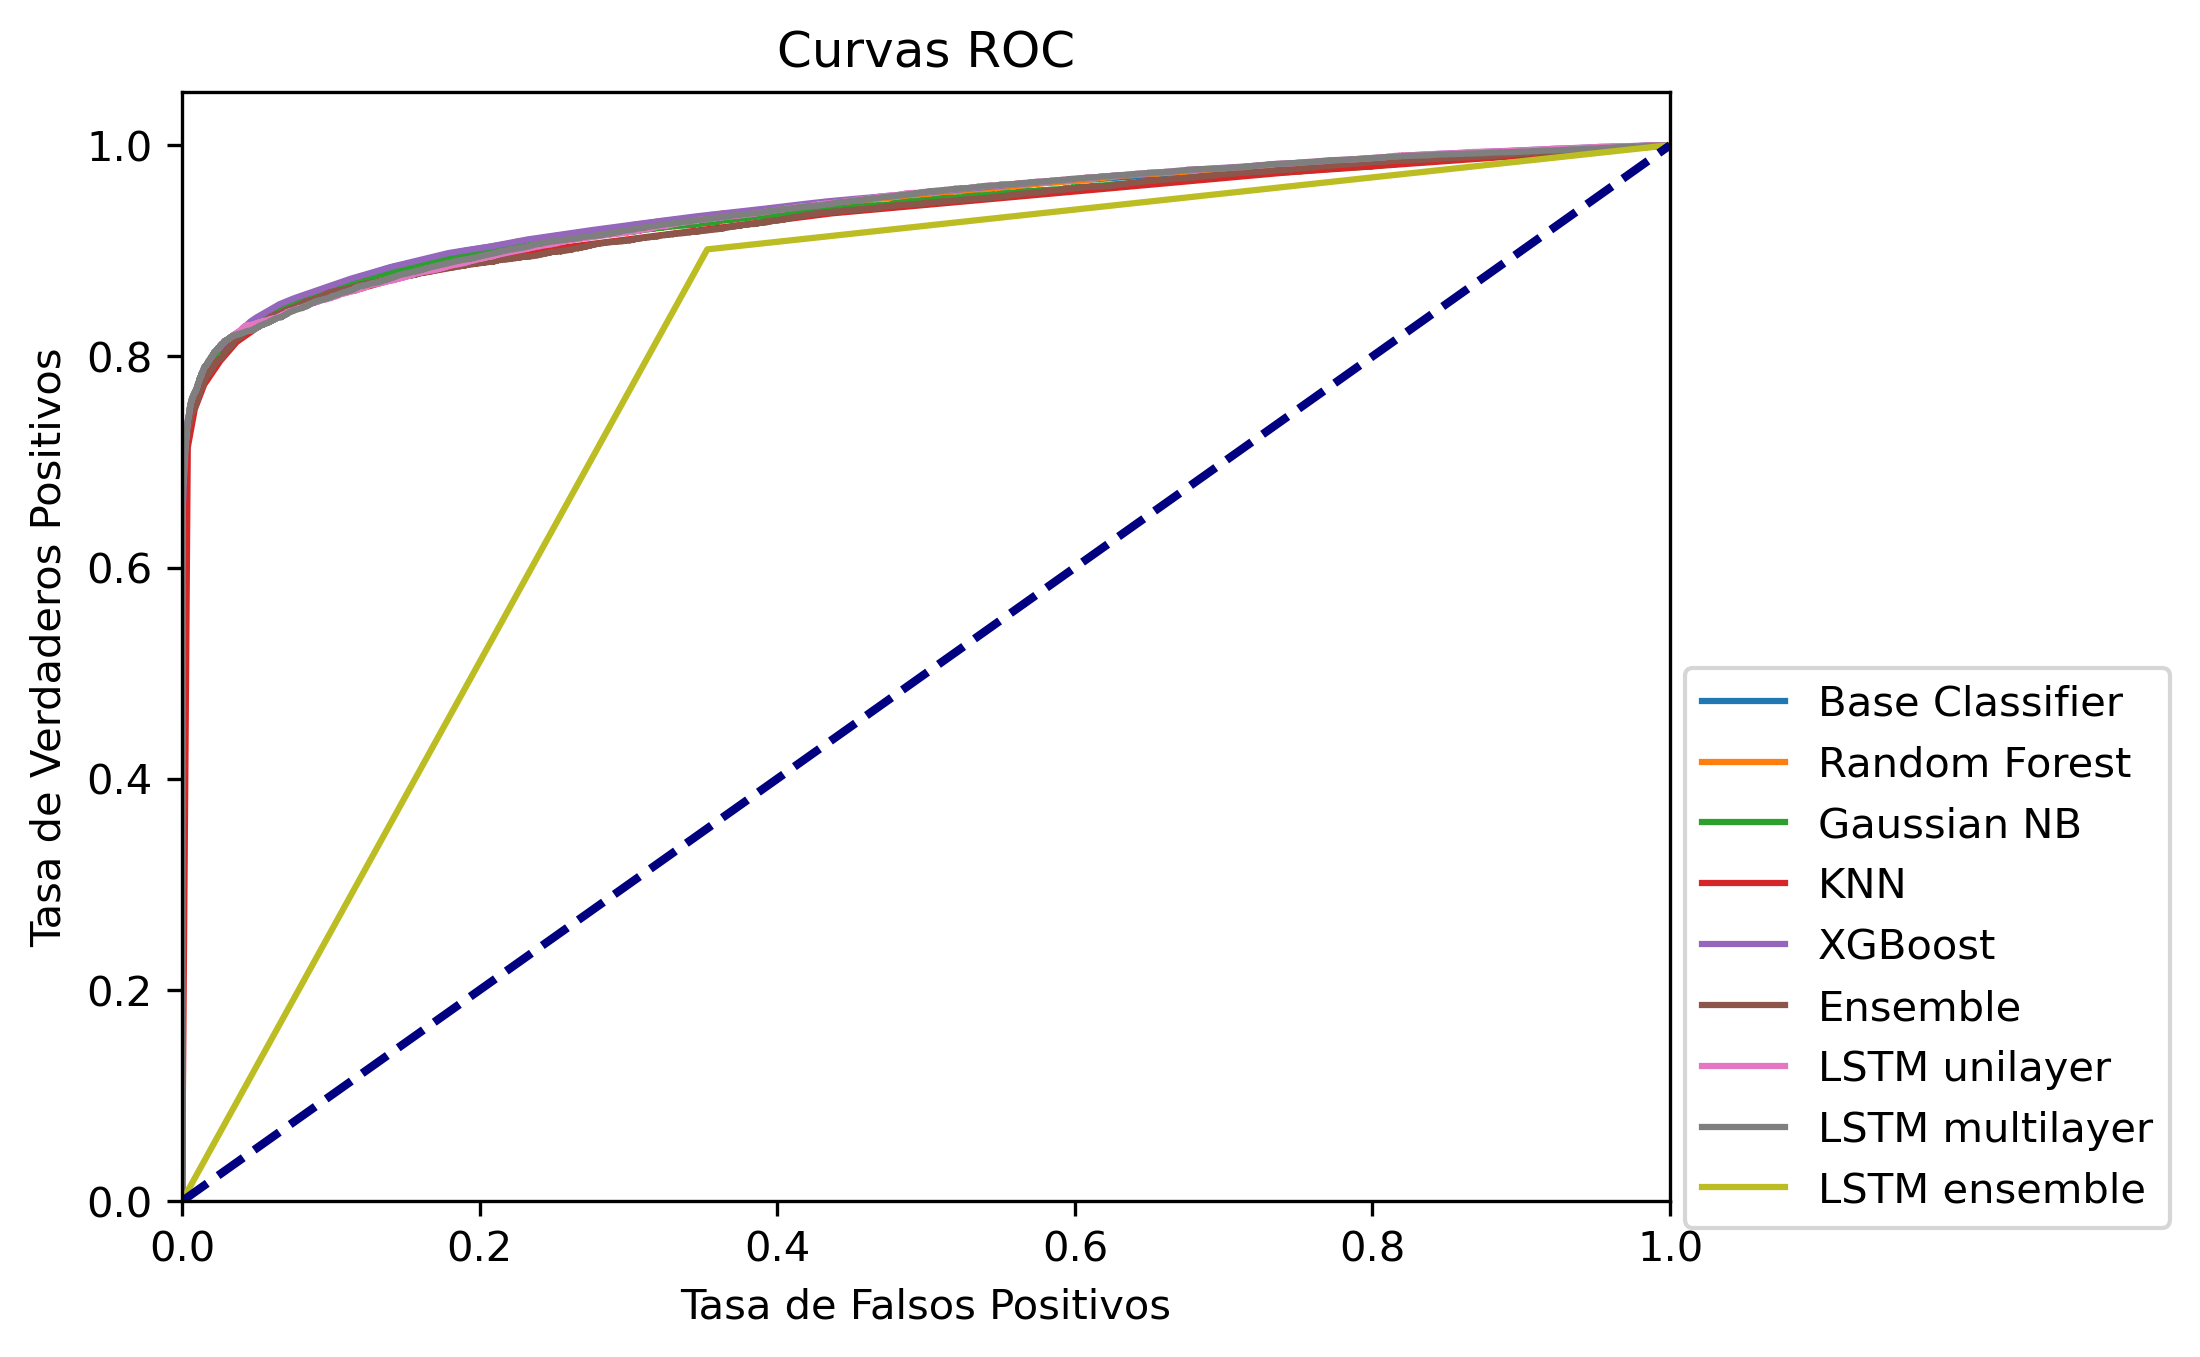 Curvas ROC
Tasa de Verdaderos Positivos
1.0
0.8
0.6
0.4
0.2
0.0
0.0 0.2 0.4 0.6 0.8 1.0
Tasa de Falsos Positivos
Base Classifier
Random Forest
Gaussian NB
KNN
XGBoost
Ensemble
LSTM unilayer
LSTM multilayer
LSTM ensemble